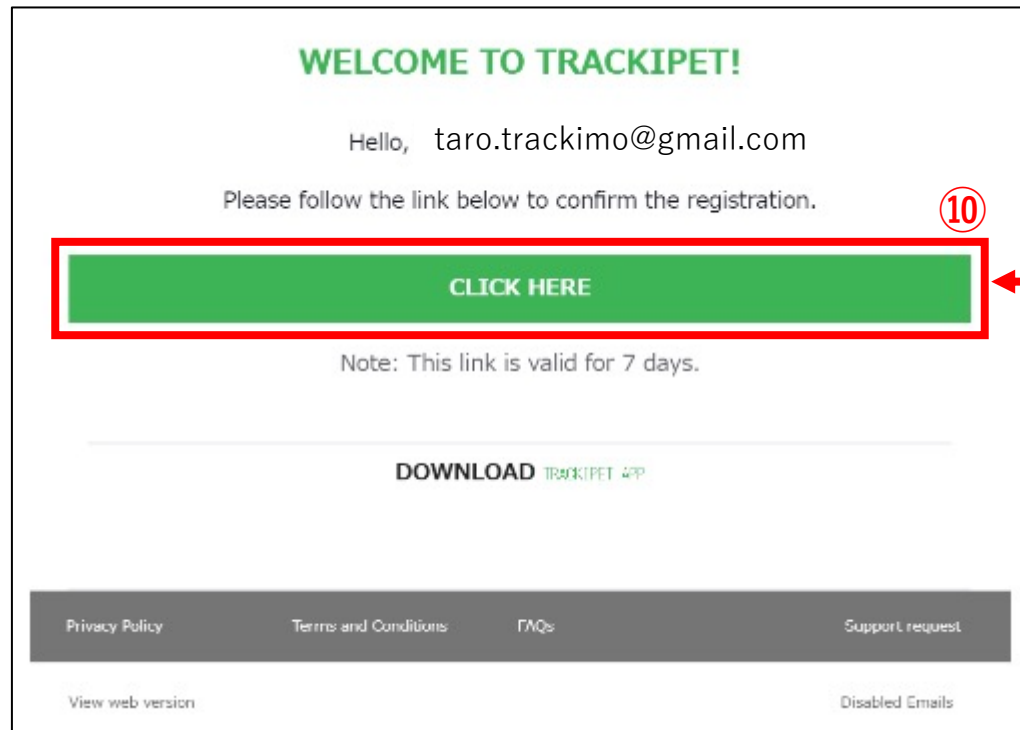 WELCOME TO TRACKIPET!
Hello, taro.trackimo@gmail.com
Please follow the link below to confirm the registration.
⑩
CLICK HERE
Note: This link is valid for 7 days.
DOWNLOAD TRACKIPET APP
Privacy Policy Terms and Conditions FAQs Support request
View web version Disabled Emails